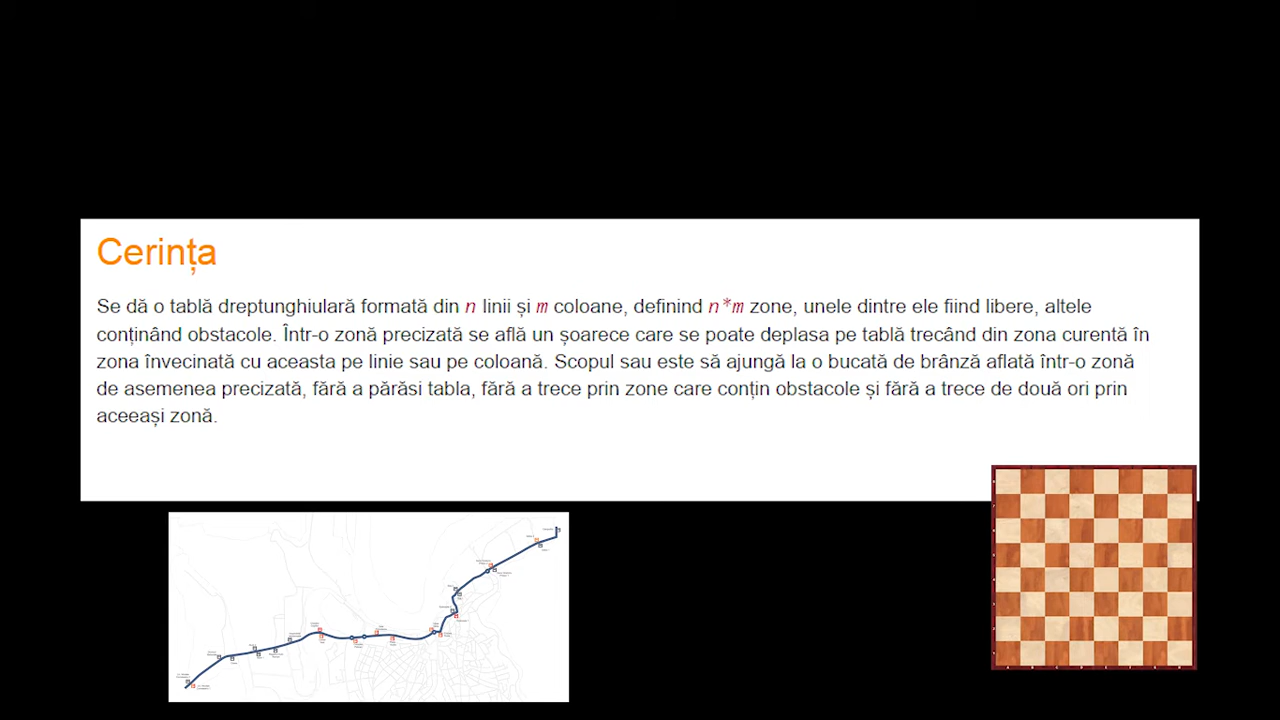 Cerința
Se dă o tablă dreptunghiulară formată din n linii și m coloane, definind n*m zone, unele dintre ele fiind libere, altele
conținând obstacole. Într-o zonă precizată se află un șoarece care se poate deplasa pe tablă trecând din zona curentă în
zona învecinată cu aceasta pe linie sau pe coloană. Scopul sau este să ajungă la o bucată de brânză aflată într-o zonă
de asemenea precizată, fără a părăsi tabla, fără a trece prin zone care conțin obstacole și fără a trece de două ori prin
aceeași zonă.